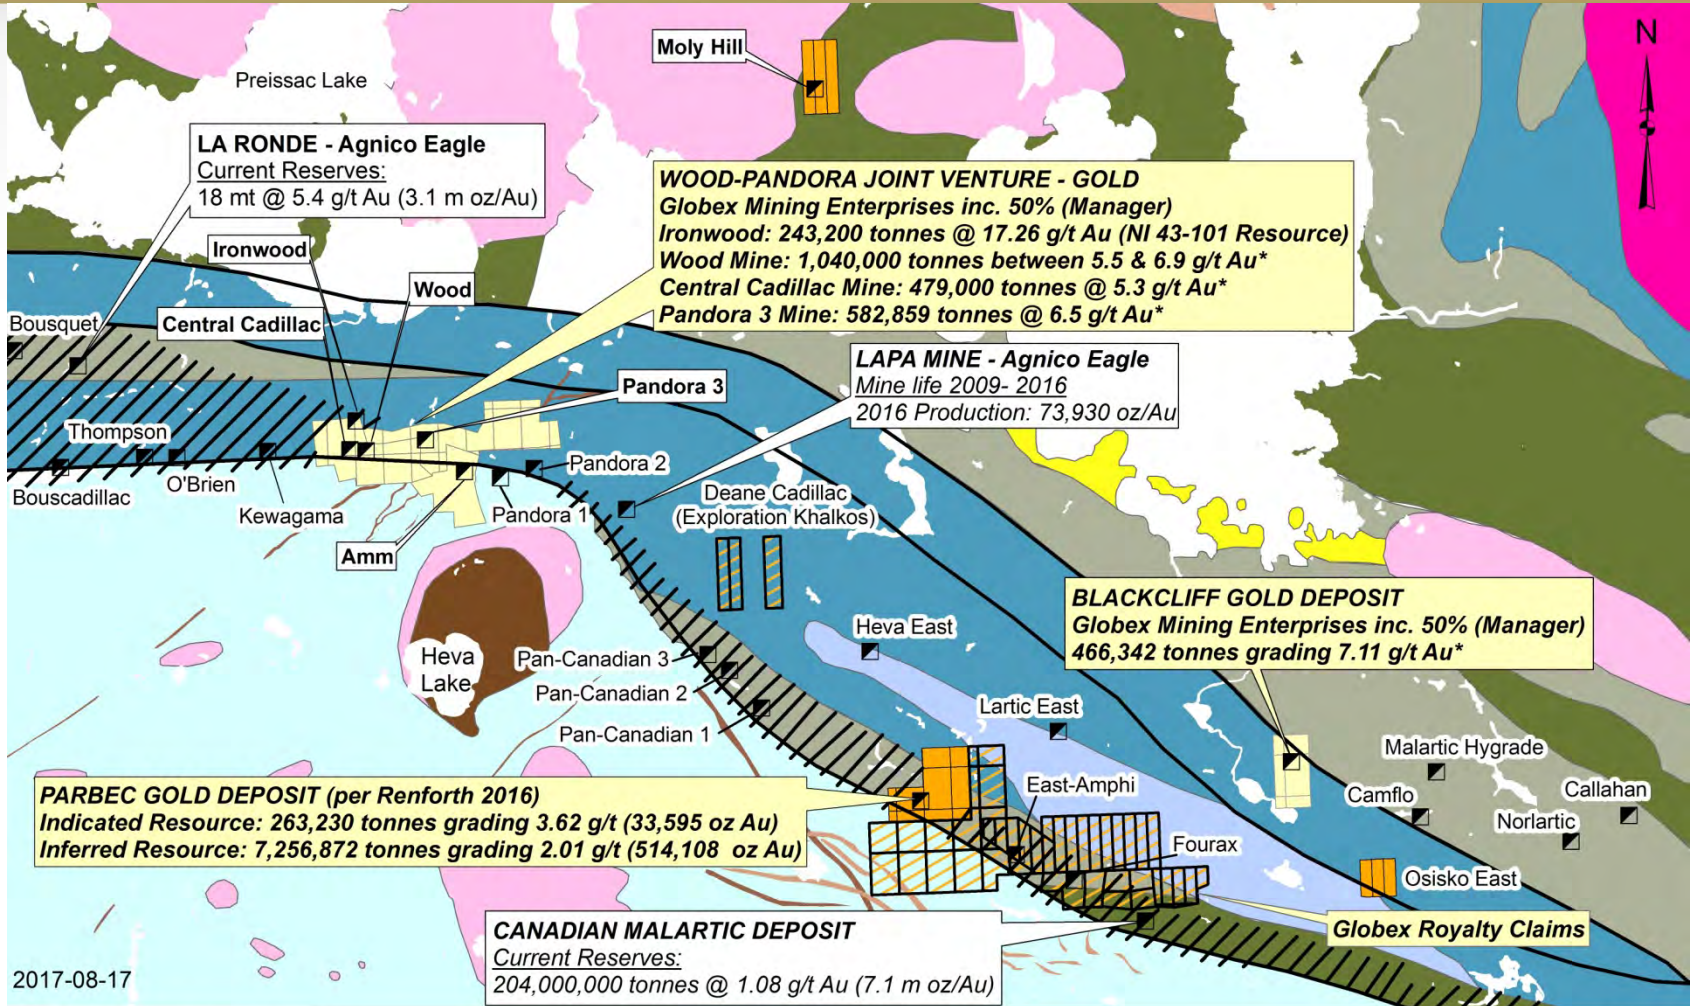 N
Moly Hill
Preissac Lake
LA RONDE - Agnico Eagle
Current Reserves:
18 mt @ 5.4 g/t Au (3.1 m oz/Au)
WOOD-PANDORA JOINT VENTURE - GOLD
Globex Mining Enterprises inc. 50% (Manager)
Ironwood: 243,200 tonnes @ 17.26 g/t Au (NI 43-101 Resource)
Wood Mine: 1,040,000 tonnes between 5.5 & 6.9 g/t Au*
Central Cadillac Mine: 479,000 tonnes @ 5.3 g/t Au*
Pandora 3 Mine: 582,859 tonnes @ 6.5 g/t Au*
Ironwood
Wood
Bousquet
Central Cadillac
LAPA MINE - Agnico Eagle
Mine life 2009- 2016
2016 Production: 73,930 oz/Au
Pandora 3
Thompson
Pandora 2
Bouscadillac
O'Brien
Kewagama
Pandora 1
Deane Cadillac
(Exploration Khalkos)
Amm
BLACKCLIFF GOLD DEPOSIT
Globex Mining Enterprises inc. 50% (Manager)
466,342 tonnes grading 7.11 g/t Au*
Heva East
Heva
Lake
Pan-Canadian 3
Pan-Canadian 2
Pan-Canadian 1
Lartic East
Malartic Hygrade
East-Amphi
Camflo
Callahan
Norlartic
PARBEC GOLD DEPOSIT (per Renforth 2016)
Indicated Resource: 263,230 tonnes grading 3.62 g/t (33,595 oz Au)
Inferred Resource: 7,256,872 tonnes grading 2.01 g/t (514,108 oz Au)
Fourax
Osisko East
CANADIAN MALARTIC DEPOSIT
Current Reserves:
204,000,000 tonnes @ 1.08 g/t Au (7.1 m oz/Au)
Globex Royalty Claims
2017-08-17